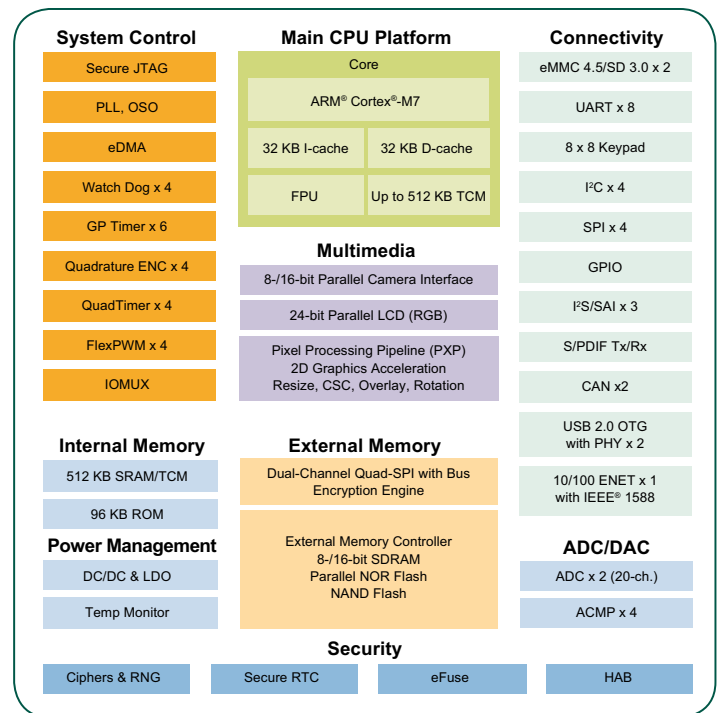 System Control
Secure JTAG
PLL, OSO
eDMA
Watch Dog x 4
GP Timer x 6
Quadrature ENC x 4
QuadTimer x 4
FlexPWM x 4
IOMUX
Internal Memory
512 KB SRAM/TCM
96 KB ROM
Power Management
DC/DC & LDO
Temp Monitor
Main CPU Platform
Core
ARM® Cortex®-M7
32 KB I-cache
32 KB D-cache
FPU
Up to 512 KB TCM
Multimedia
8-/16-bit Parallel Camera Interface
24-bit Parallel LCD (RGB)
Pixel Processing Pipeline (PXP)
2D Graphics Acceleration
Resize, CSC, Overlay, Rotation
External Memory
Dual-Channel Quad-SPI with Bus
Encryption Engine
External Memory Controller
8-/16-bit SDRAM
Parallel NOR Flash
NAND Flash
Connectivity
eMMC 4.5/SD 3.0 x 2
UART x 8
8 x 8 Keypad
I²C x 4
SPI x 4
GPIO
I²S/SAI x 3
S/PDIF Tx/Rx
CAN x2
USB 2.0 OTG
with PHY x 2
10/100 ENET x 1
with IEEE® 1588
ADC/DAC
ADC x 2 (20-ch.)
ACMP x 4
Security
Ciphers & RNG
Secure RTC
eFuse
HAB